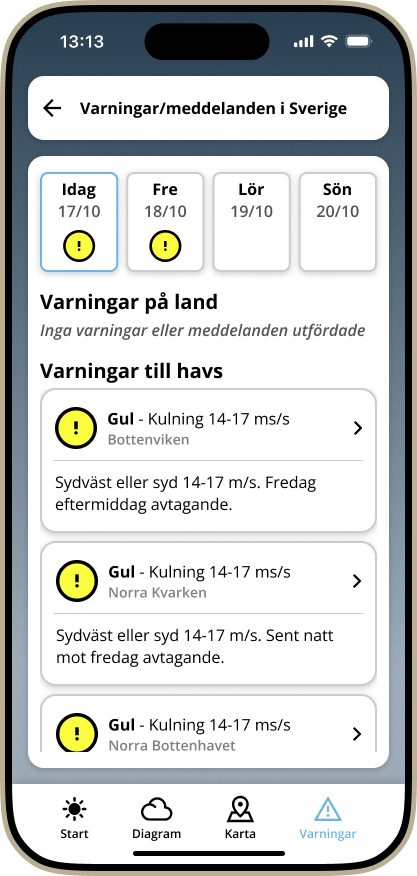 13:13
Varningar/meddelanden i Sverige
Idag Fre Lör Sön
17/10 18/10 19/10 20/10
! !
Varningar på land
Inga varningar eller meddelanden utfördade
Varningar till havs
! Gul - Kulning 14-17 ms/s
Bottenviken
Sydväst eller syd 14-17 m/s. Fredag
eftermiddag avtagande.
! Gul - Kulning 14-17 ms/s
Norra Kvarken
Sydväst eller syd 14-17 m/s. Sent natt
mot fredag avtagande.
! Gul - Kulning 14-17 ms/s
Norra Bottenhavet
Start Diagram Karta Varningar